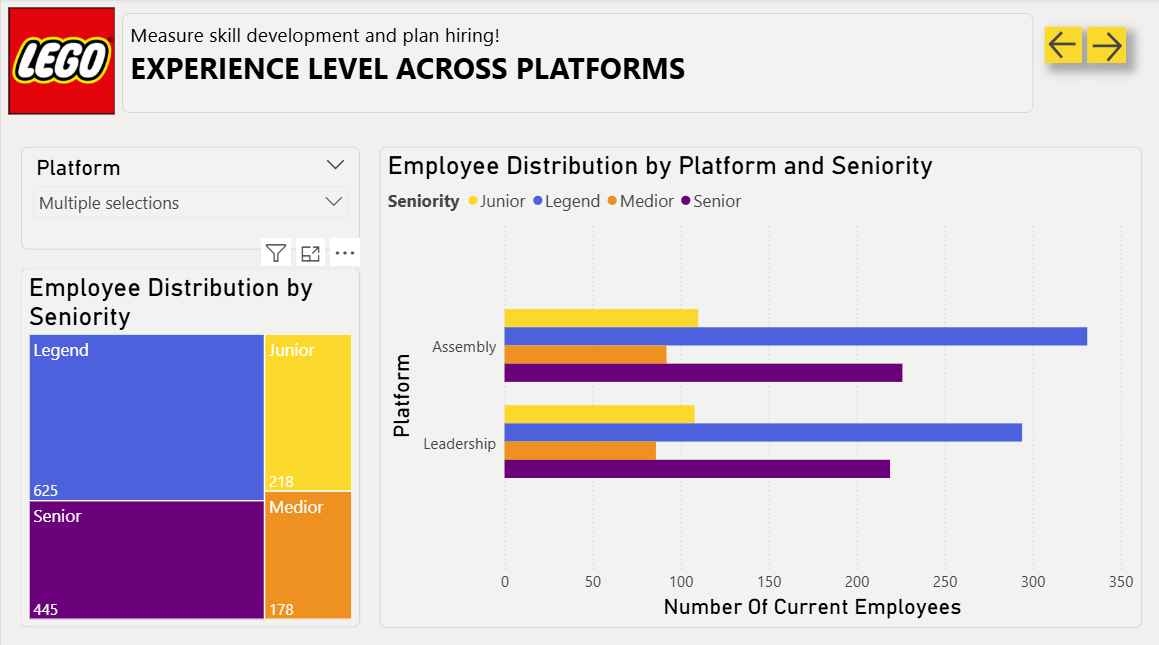 LEGO
Measure skill development and plan hiring!
EXPERIENCE LEVEL ACROSS PLATFORMS
Platform
Multiple selections
Employee Distribution by
Seniority
Legend
625
Junior
218
Senior
445
Medior
178
Employee Distribution by Platform and Seniority
Seniority Junior Legend Medior Senior
Platform
Assembly
Leadership
0 50 100 150 200 250 300 350
Number Of Current Employees